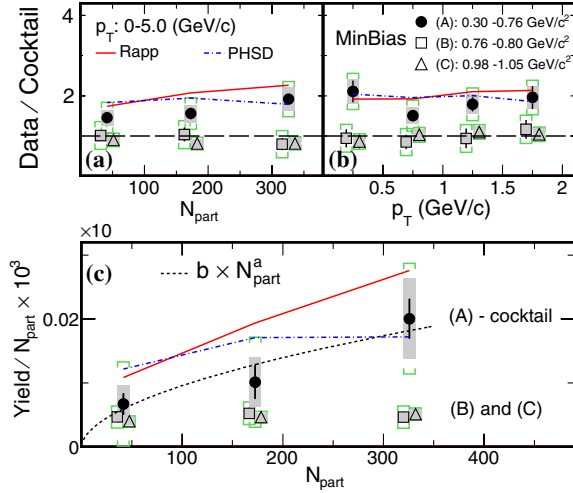 p_T: 0-5.0 (GeV/c)
Rapp
PHSD
MinBias
(A): 0.30 -0.76 GeV/c²
(B): 0.76 -0.80 GeV/c²
(C): 0.98 -1.05 GeV/c²
Data / Cocktail
4
2
0
(a)
(b)
100 200 300
0.5 1 1.5 2
N_part
p_T (GeV/c)
×10
(c)
b × N_part^a
(A) - cocktail
(B) and (C)
Yield/ N_part × 10³
0.02
0
0 100 200 300 400 500
N_part